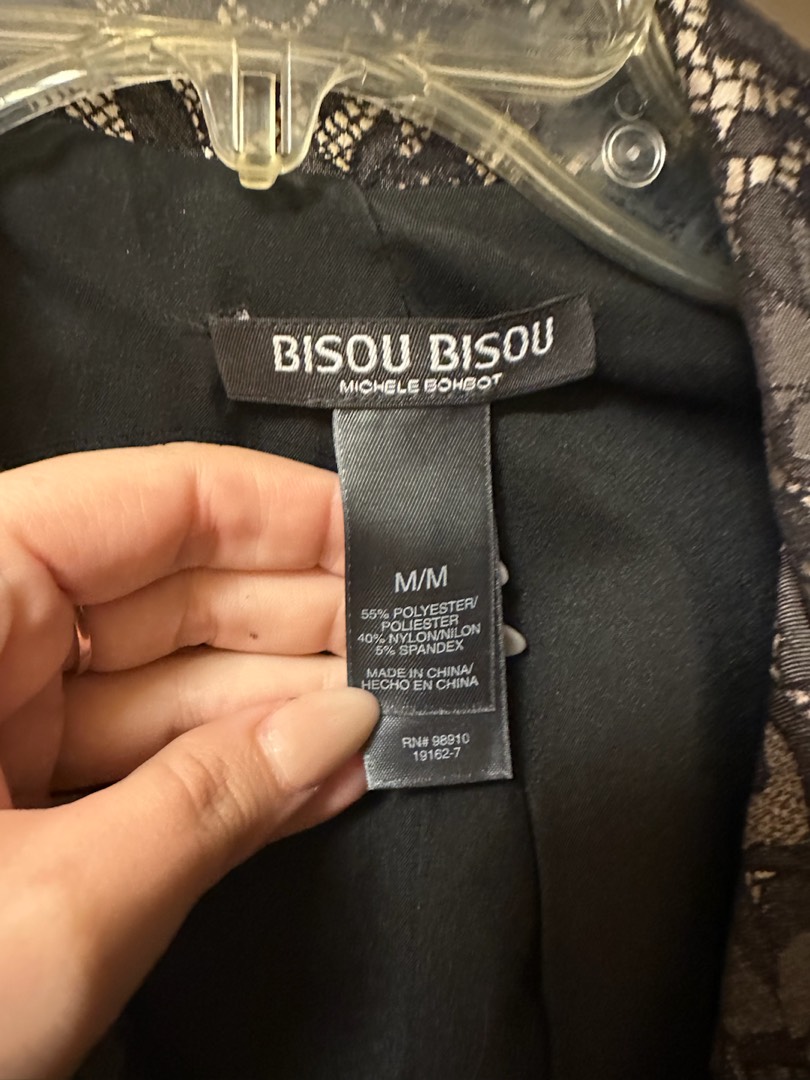 BISOU BISOU
MICHELE BOHBOT
M/M
55% POLYESTER/
POLIESTER
40% NYLON/NILON
5% SPANDEX
MADE IN CHINA/
HECHO EN CHINA
RN# 98910
19162-7